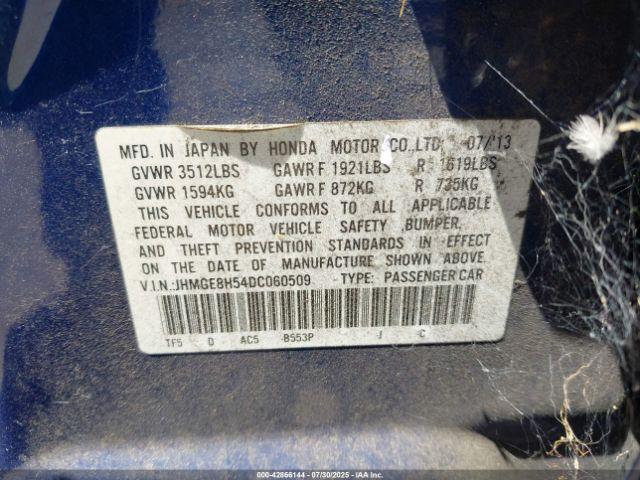 MFD. IN JAPAN BY HONDA MOTOR CO.,LTD. 07/'13
GVWR 3512LBS GAWR F 1921LBS R 1619LBS
GVWR 1594KG GAWR F 872KG R 735KG
THIS VEHICLE CONFORMS TO ALL APPLICABLE
FEDERAL MOTOR VEHICLE SAFETY, BUMPER,
AND THEFT PREVENTION STANDARDS IN EFFECT
ON THE DATE OF MANUFACTURE SHOWN ABOVE.
V.I.N.:JHMGE8H54DC060509 TYPE: PASSENGER CAR
TF5 D AC5 B553P J C
000-42866144 | 07/30/2025 - IAA Inc.